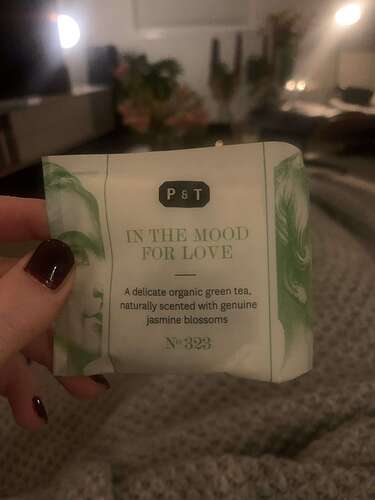 P & T
IN THE MOOD
FOR LOVE
A delicate organic green tea,
naturally scented with genuine
jasmine blossoms
Nº 323